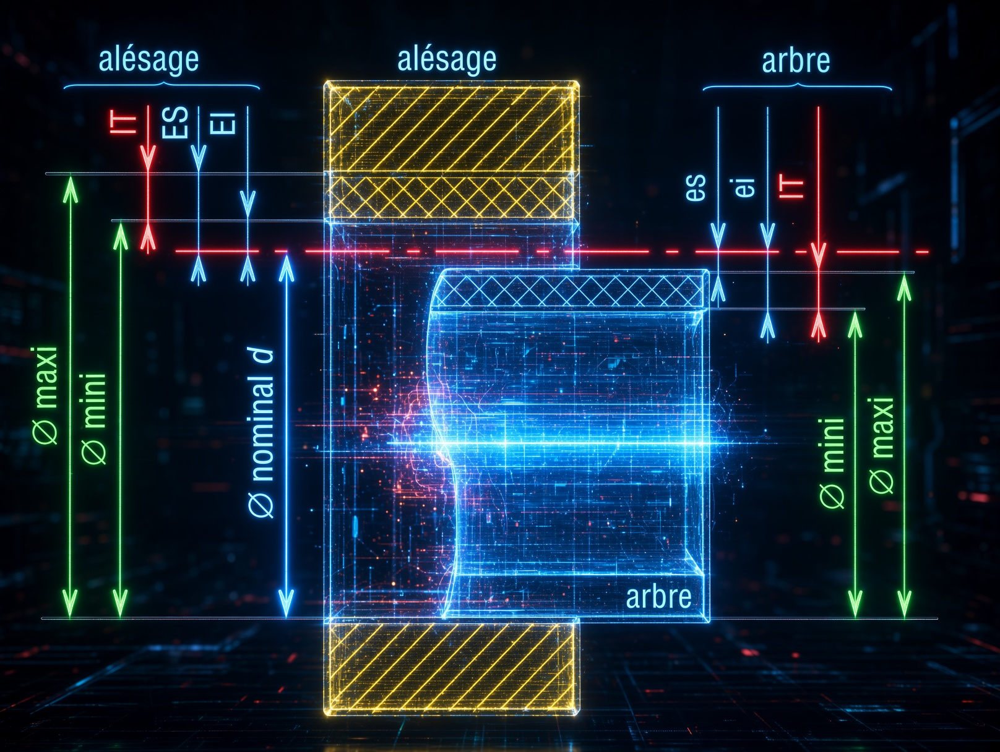 alésage
alésage
arbre
IT
ES
EI
es
ei
IT
Ø maxi
Ø mini
Ø nominal d
Ø mini
Ø maxi
arbre